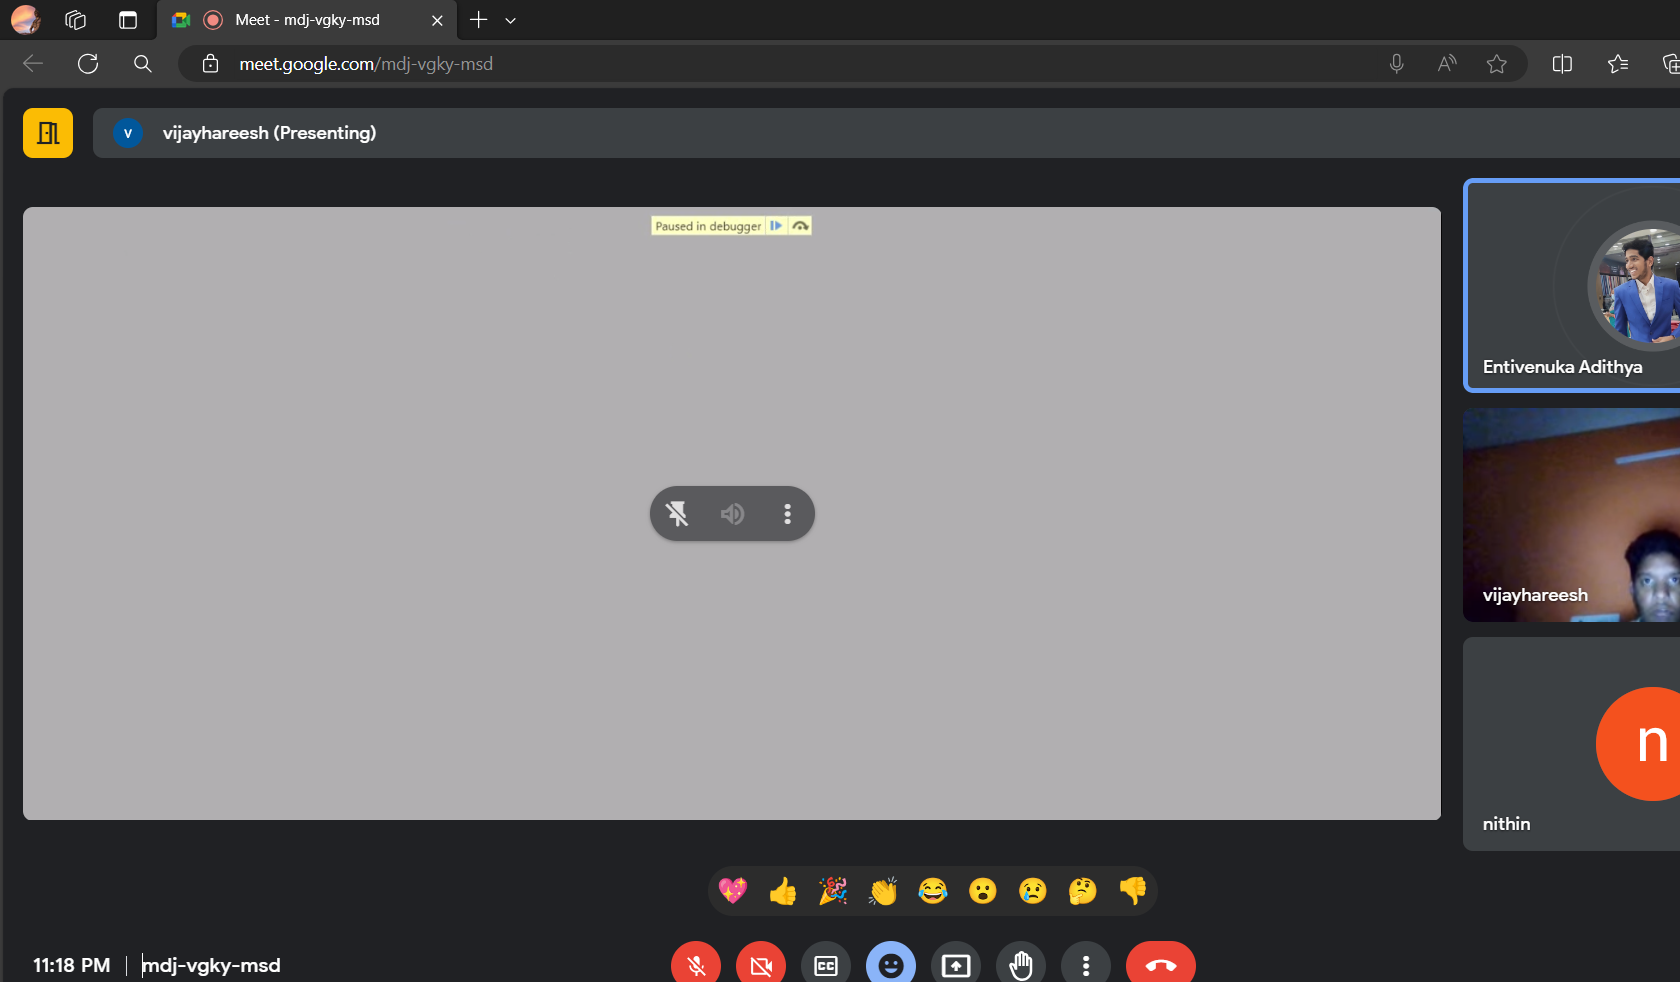 Meet - mdj-vgky-msd
meet.google.com/mdj-vgky-msd
V
vijayhareesh (Presenting)
Paused in debugger
Entivenuka Adithya
vijayhareesh
n
nithin
CC
11:18 PM | mdj-vgky-msd